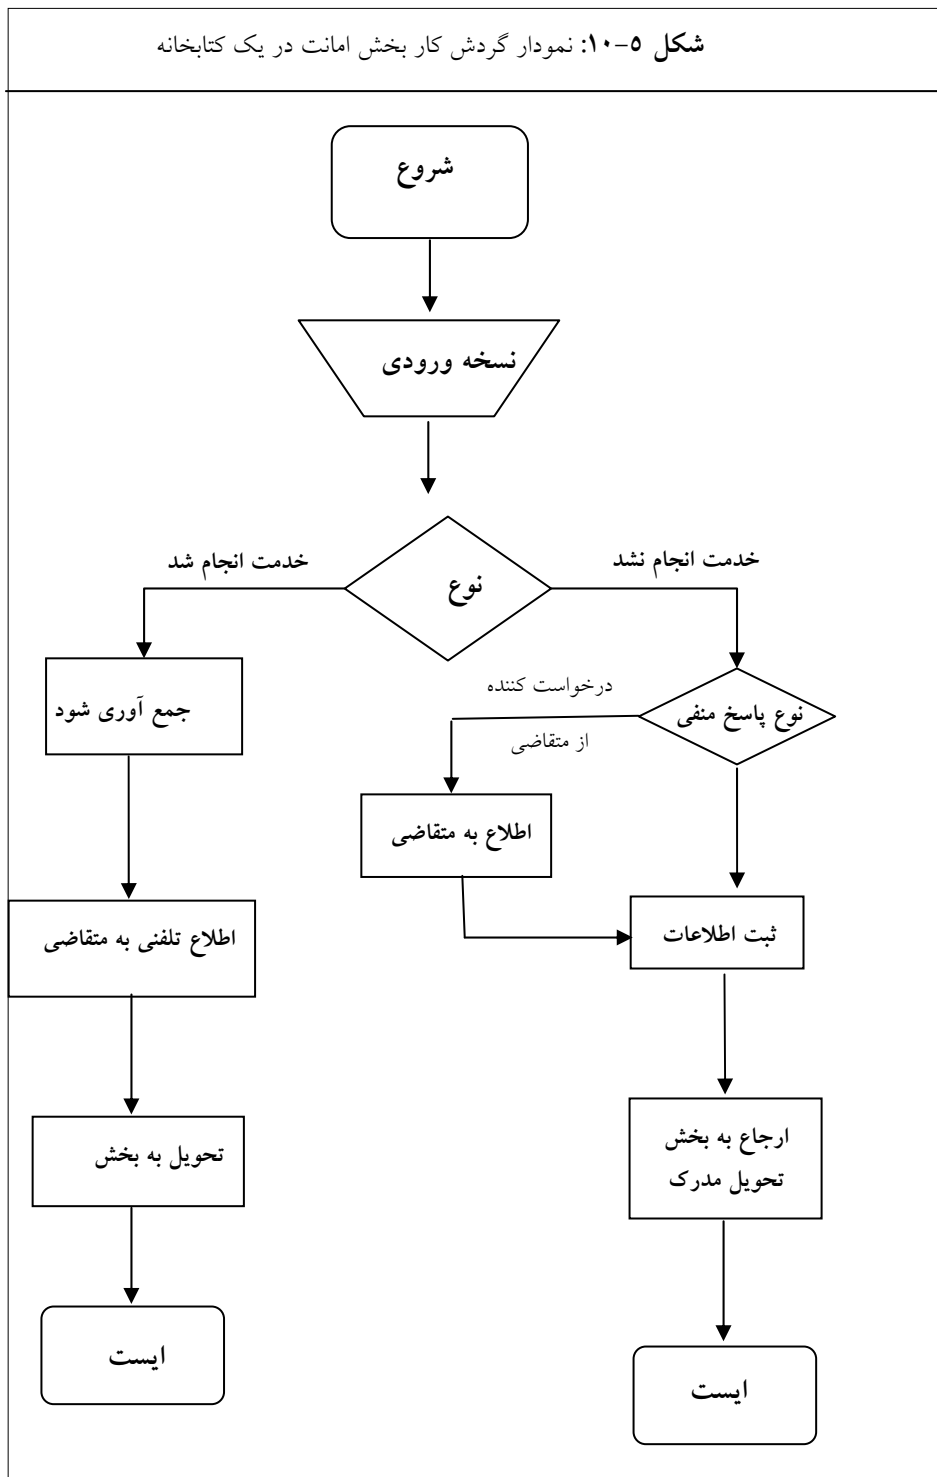 شکل ۵-۱۰: نمودار گردش کار بخش امانت در یک کتابخانه
شروع
نسخه ورودی
خدمت انجام نشد
نوع
خدمت انجام شد
درخواست کننده
نوع پاسخ منفی
از متقاضی
جمع آوری شود
اطلاع به متقاضی
ثبت اطلاعات
اطلاع تلفنی به متقاضی
ارجاع به بخش
تحویل مدرک
تحویل به بخش
ایست
ایست